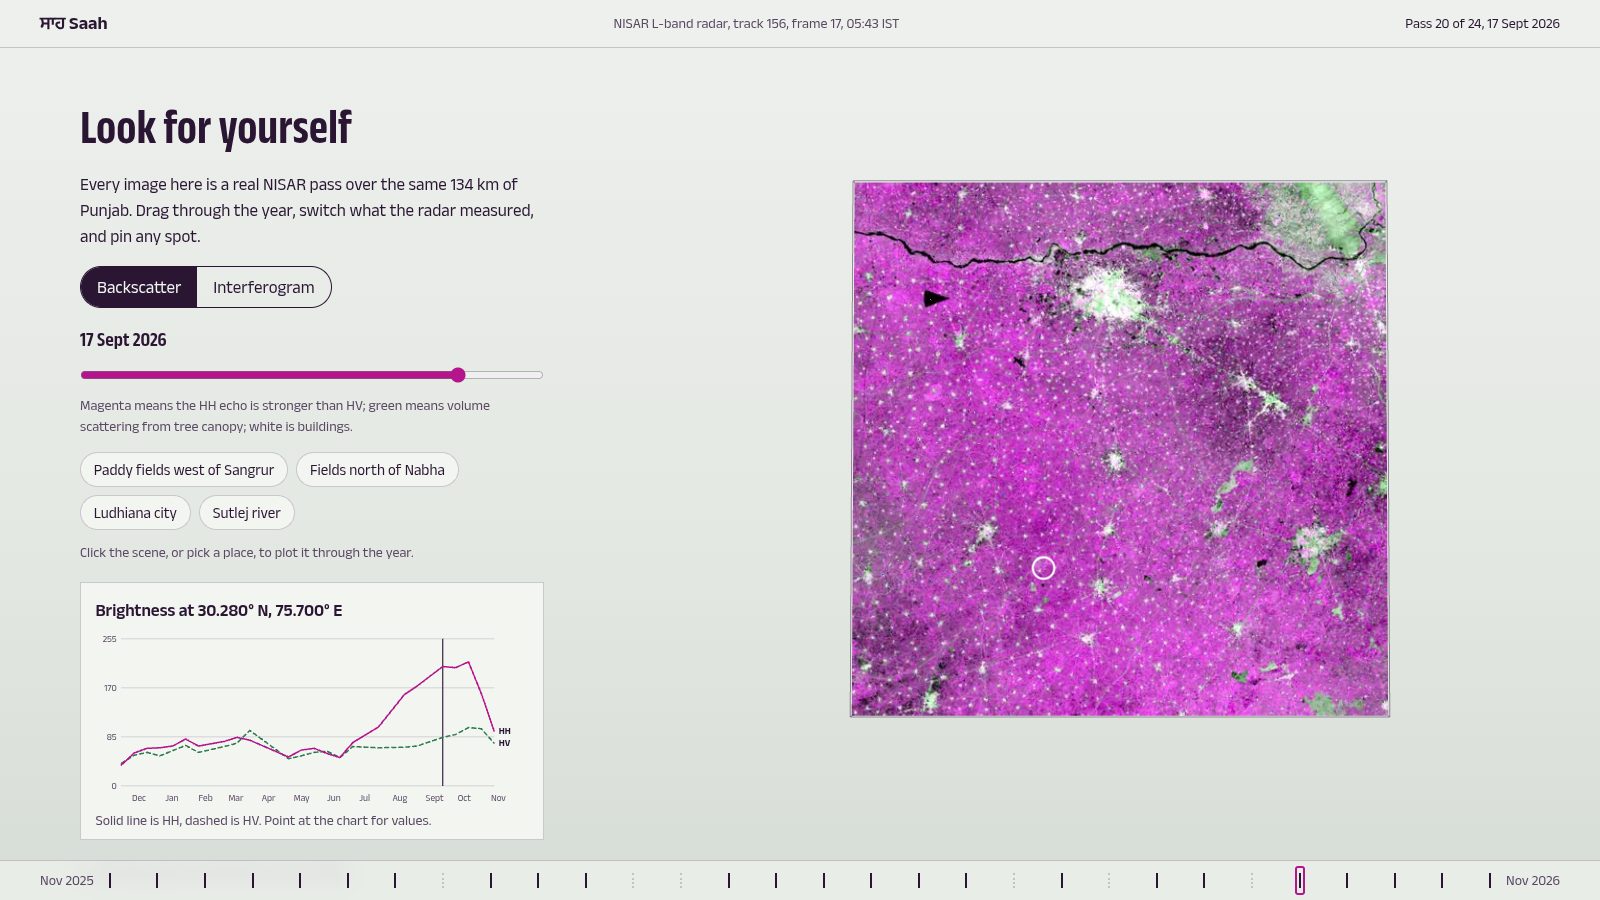 ਸਾਹ Saah
NISAR L-band radar, track 156, frame 17, 05:43 IST
Pass 20 of 24, 17 Sept 2026
Look for yourself
Every image here is a real NISAR pass over the same 134 km of
Punjab. Drag through the year, switch what the radar measured,
and pin any spot.
Backscatter
Interferogram
17 Sept 2026
Magenta means the HH echo is stronger than HV; green means volume
scattering from tree canopy; white is buildings.
Paddy fields west of Sangrur
Fields north of Nabha
Ludhiana city
Sutlej river
Click the scene, or pick a place, to plot it through the year.
Brightness at 30.280° N, 75.700° E
255
170
85
0
HH
HV
Dec Jan Feb Mar Apr May Jun Jul Aug Sept Oct Nov
Solid line is HH, dashed is HV. Point at the chart for values.
Nov 2025
Nov 2026